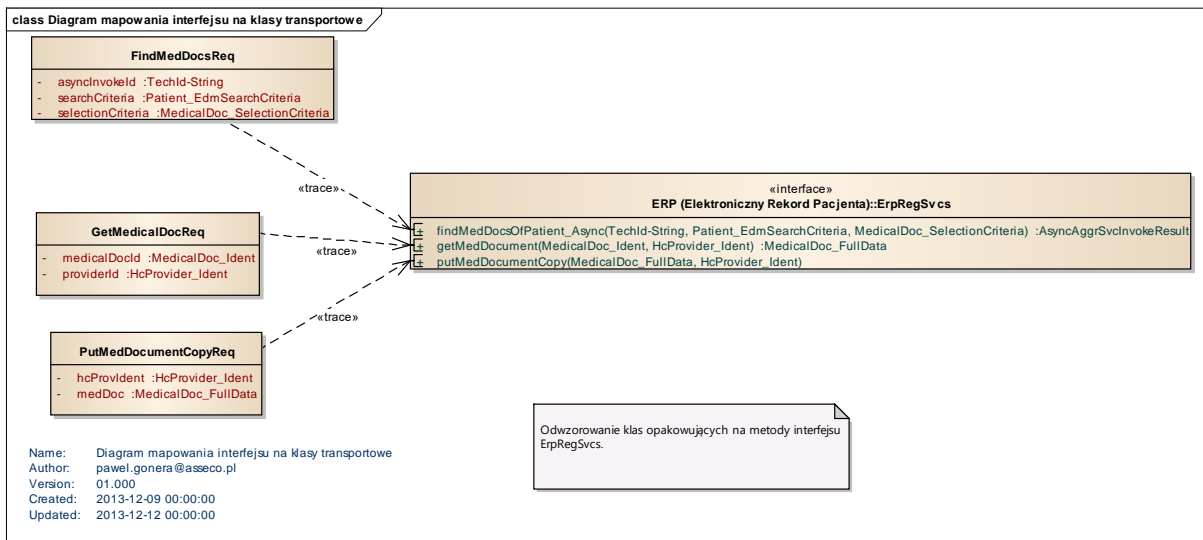 class Diagram mapowania interfejsu na klasy transportowe
FindMedDocsReq
- asyncInvokeId :TechId-String
- searchCriteria :Patient_EdmSearchCriteria
- selectionCriteria :MedicalDoc_SelectionCriteria
«trace»
«interface»
ERP (Elektroniczny Rekord Pacjenta)::ErpRegSvcs
+ findMedDocsOfPatient_Async(TechId-String, Patient_EdmSearchCriteria, MedicalDoc_SelectionCriteria) :AsyncAggrSvcInvokeResult
+ getMedDocument(MedicalDoc_Ident, HcProvider_Ident) :MedicalDoc_FullData
+ putMedDocumentCopy(MedicalDoc_FullData, HcProvider_Ident)
GetMedicalDocReq
- medicalDocId :MedicalDoc_Ident
- providerId :HcProvider_Ident
«trace»
«trace»
PutMedDocumentCopyReq
- hcProvIdent :HcProvider_Ident
- medDoc :MedicalDoc_FullData
Odwzorowanie klas opakowujących na metody interfejsu
ErpRegSvcs.
Name: Diagram mapowania interfejsu na klasy transportowe
Author: pawel.gonera@asseco.pl
Version: 01.000
Created: 2013-12-09 00:00:00
Updated: 2013-12-12 00:00:00